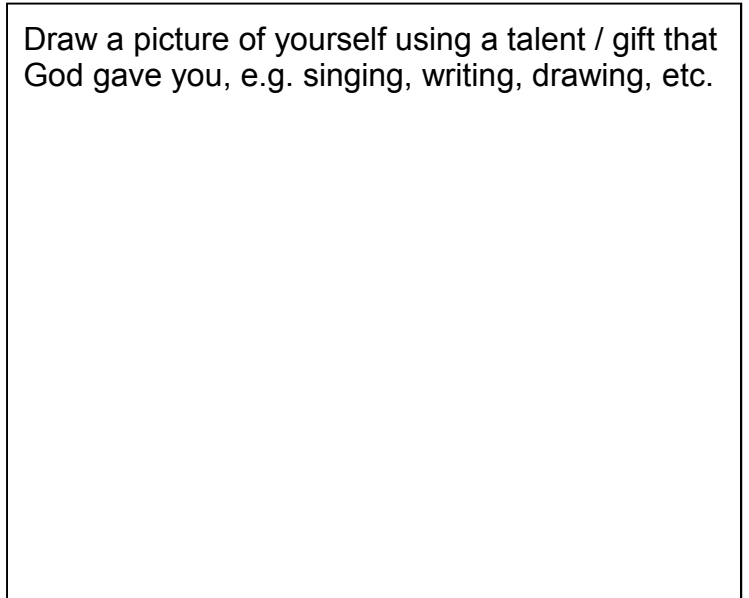 Draw a picture of yourself using a talent / gift that
God gave you, e.g. singing, writing, drawing, etc.